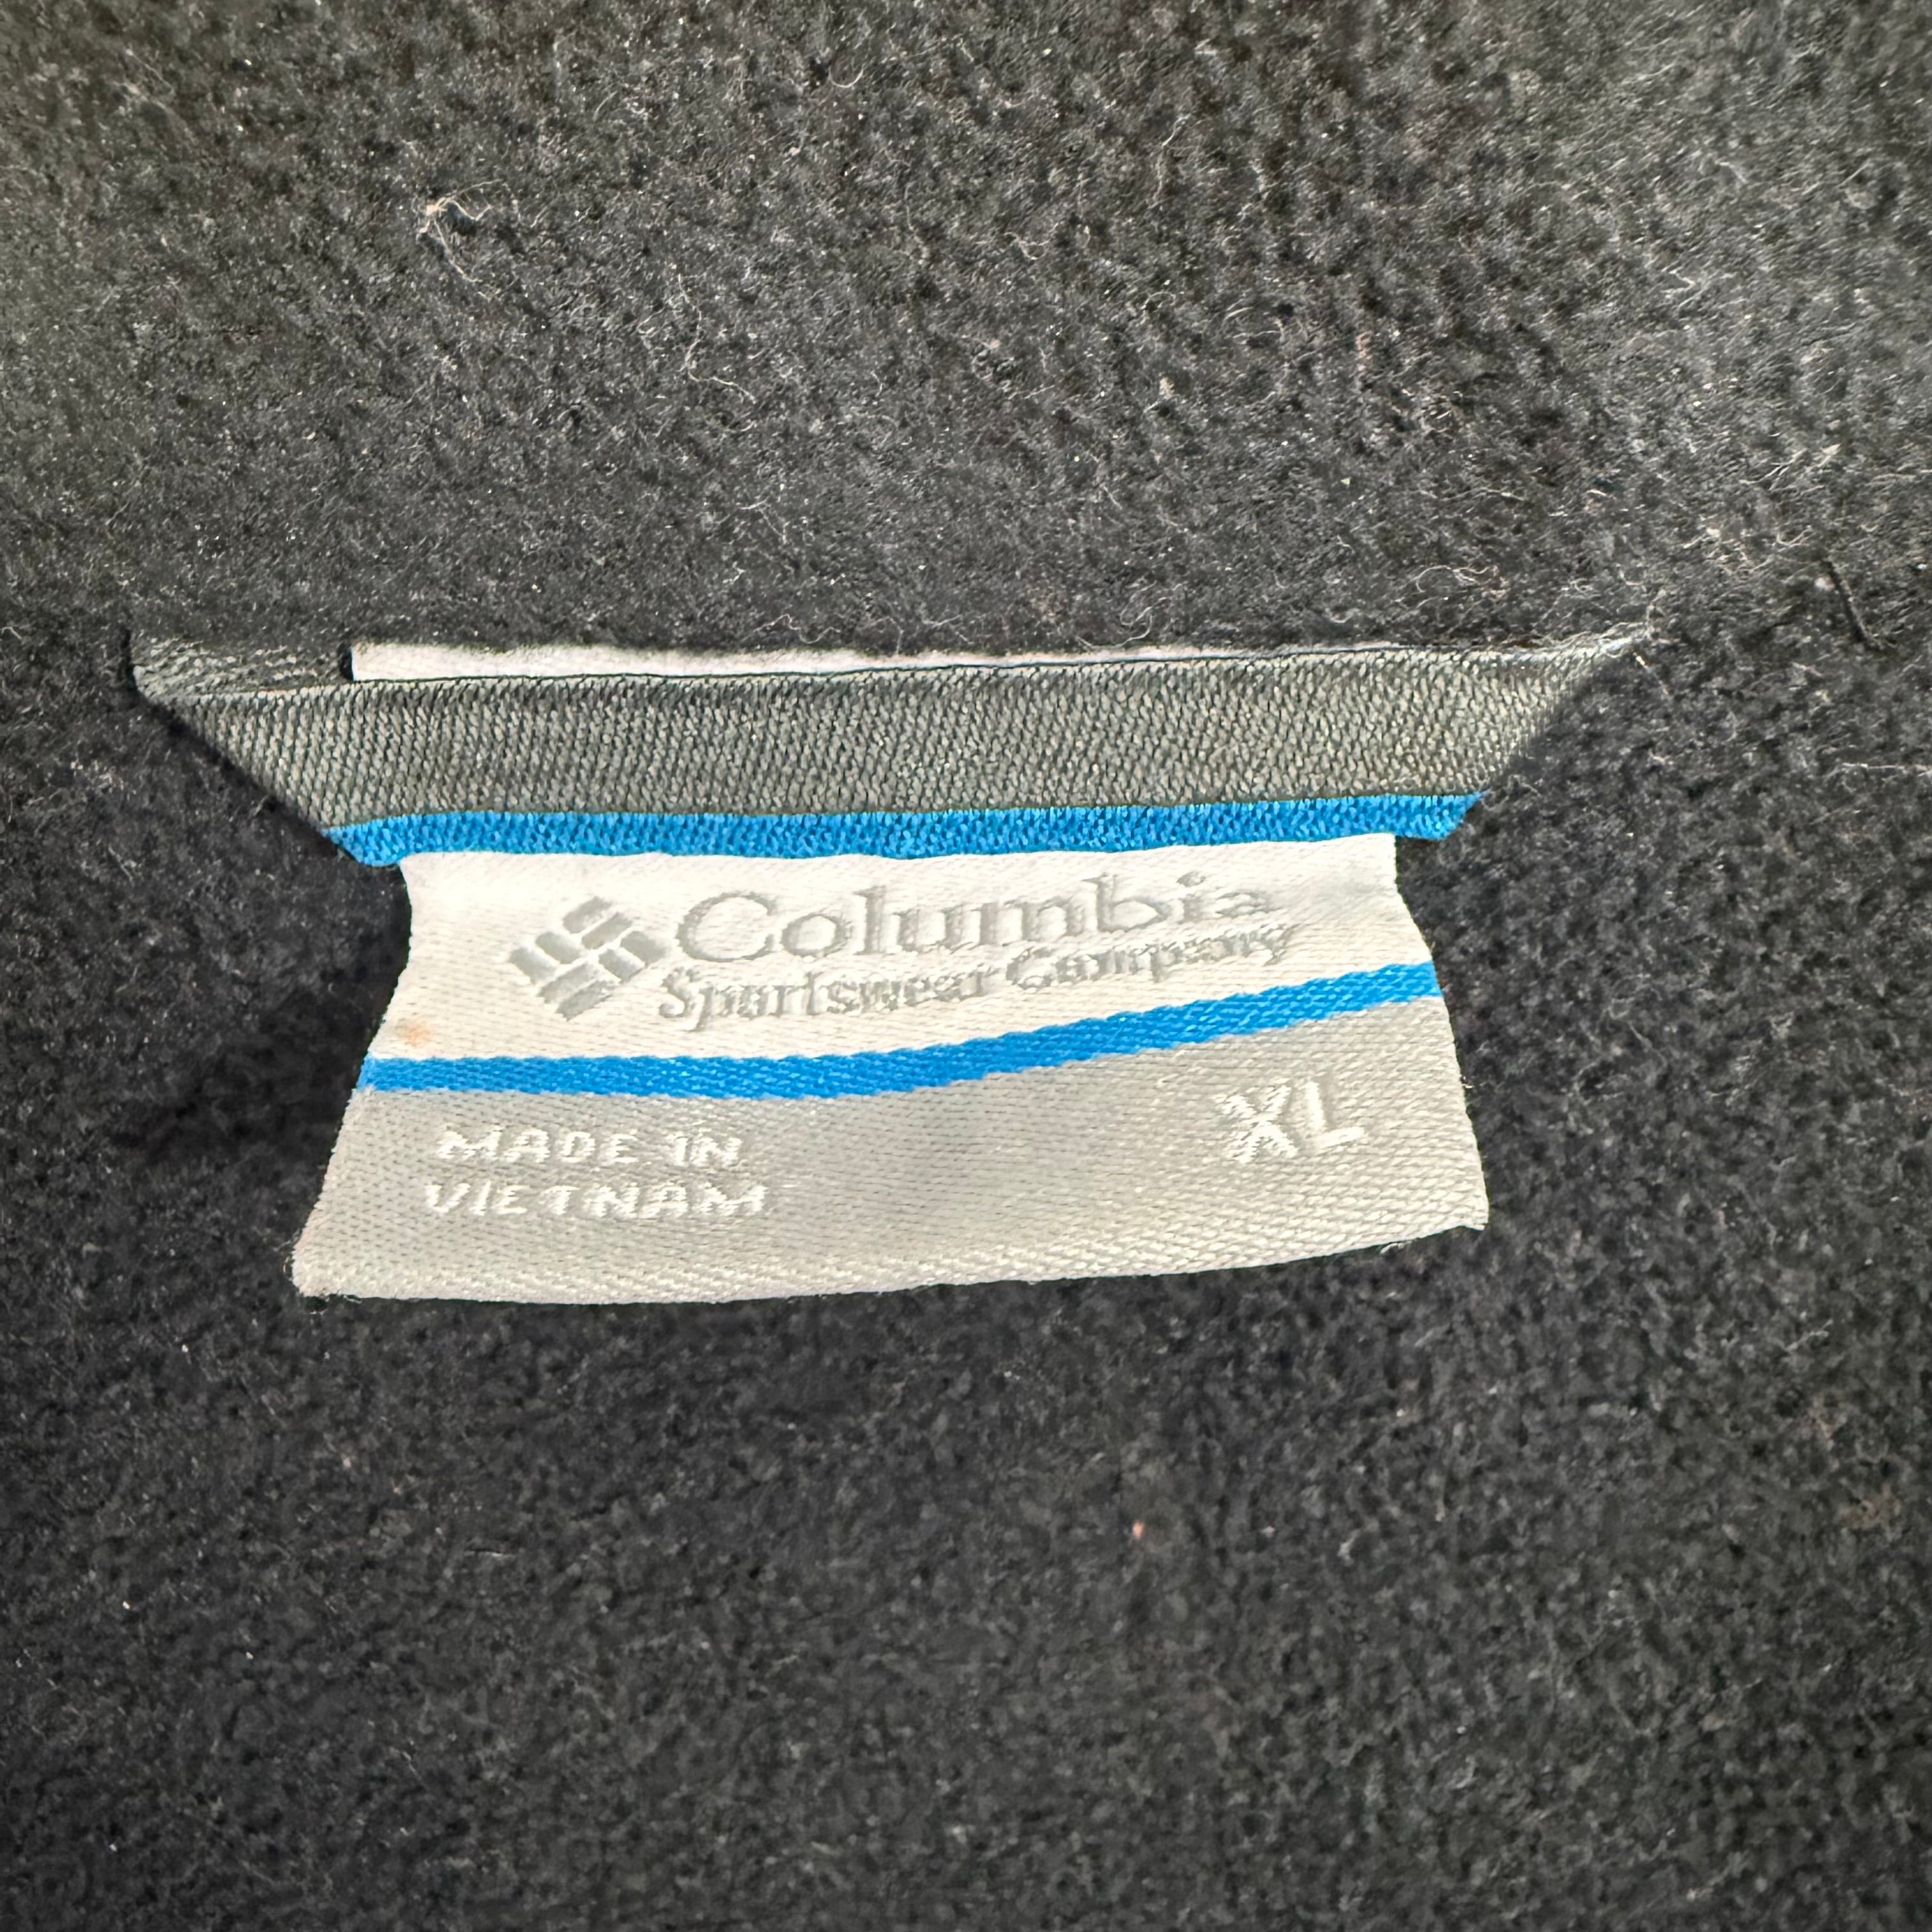 Columbia
Sportswear Company
XL
MADE IN
VIETNAM